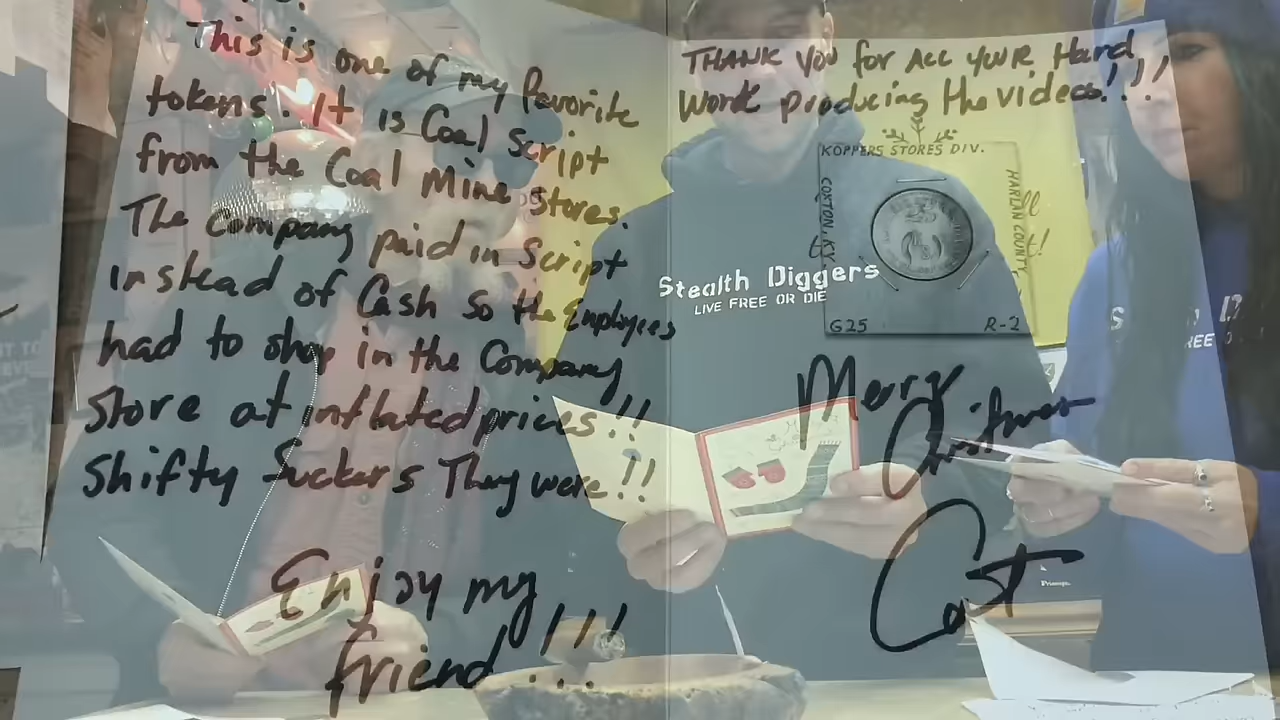 This is one of my favorite
tokens. It is Coal Script
from the Coal Mine Stores.
The Company paid in Script
instead of Cash so the Employees
had to shop in the Company
Store at inflated prices!!
Shifty Suckers They were!!
Enjoy my
friend!!!
THANK YOU for ALL YOUR Hard
Work producing the videos!!!
KOPPERS STORES DIV.
COXTON, KY.
HARLAN COUNTY
G25
R-2
Stealth Diggers
LIVE FREE OR DIE
Merry
Christmas